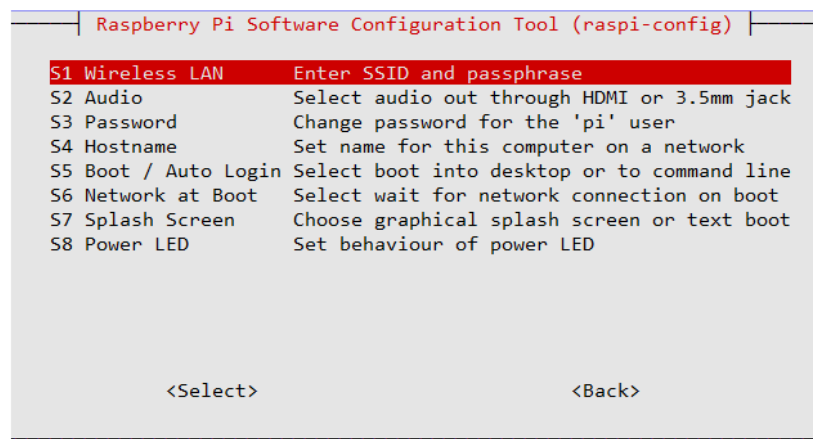 Raspberry Pi Software Configuration Tool (raspi-config)
S1 Wireless LAN Enter SSID and passphrase
S2 Audio Select audio out through HDMI or 3.5mm jack
S3 Password Change password for the 'pi' user
S4 Hostname Set name for this computer on a network
S5 Boot / Auto Login Select boot into desktop or to command line
S6 Network at Boot Select wait for network connection on boot
S7 Splash Screen Choose graphical splash screen or text boot
S8 Power LED Set behaviour of power LED
<Select> <Back>